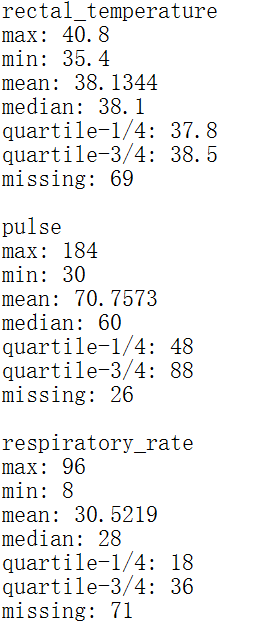 rectal_temperature
max: 40.8
min: 35.4
mean: 38.1344
median: 38.1
quartile-1/4: 37.8
quartile-3/4: 38.5
missing: 69
pulse
max: 184
min: 30
mean: 70.7573
median: 60
quartile-1/4: 48
quartile-3/4: 88
missing: 26
respiratory_rate
max: 96
min: 8
mean: 30.5219
median: 28
quartile-1/4: 18
quartile-3/4: 36
missing: 71